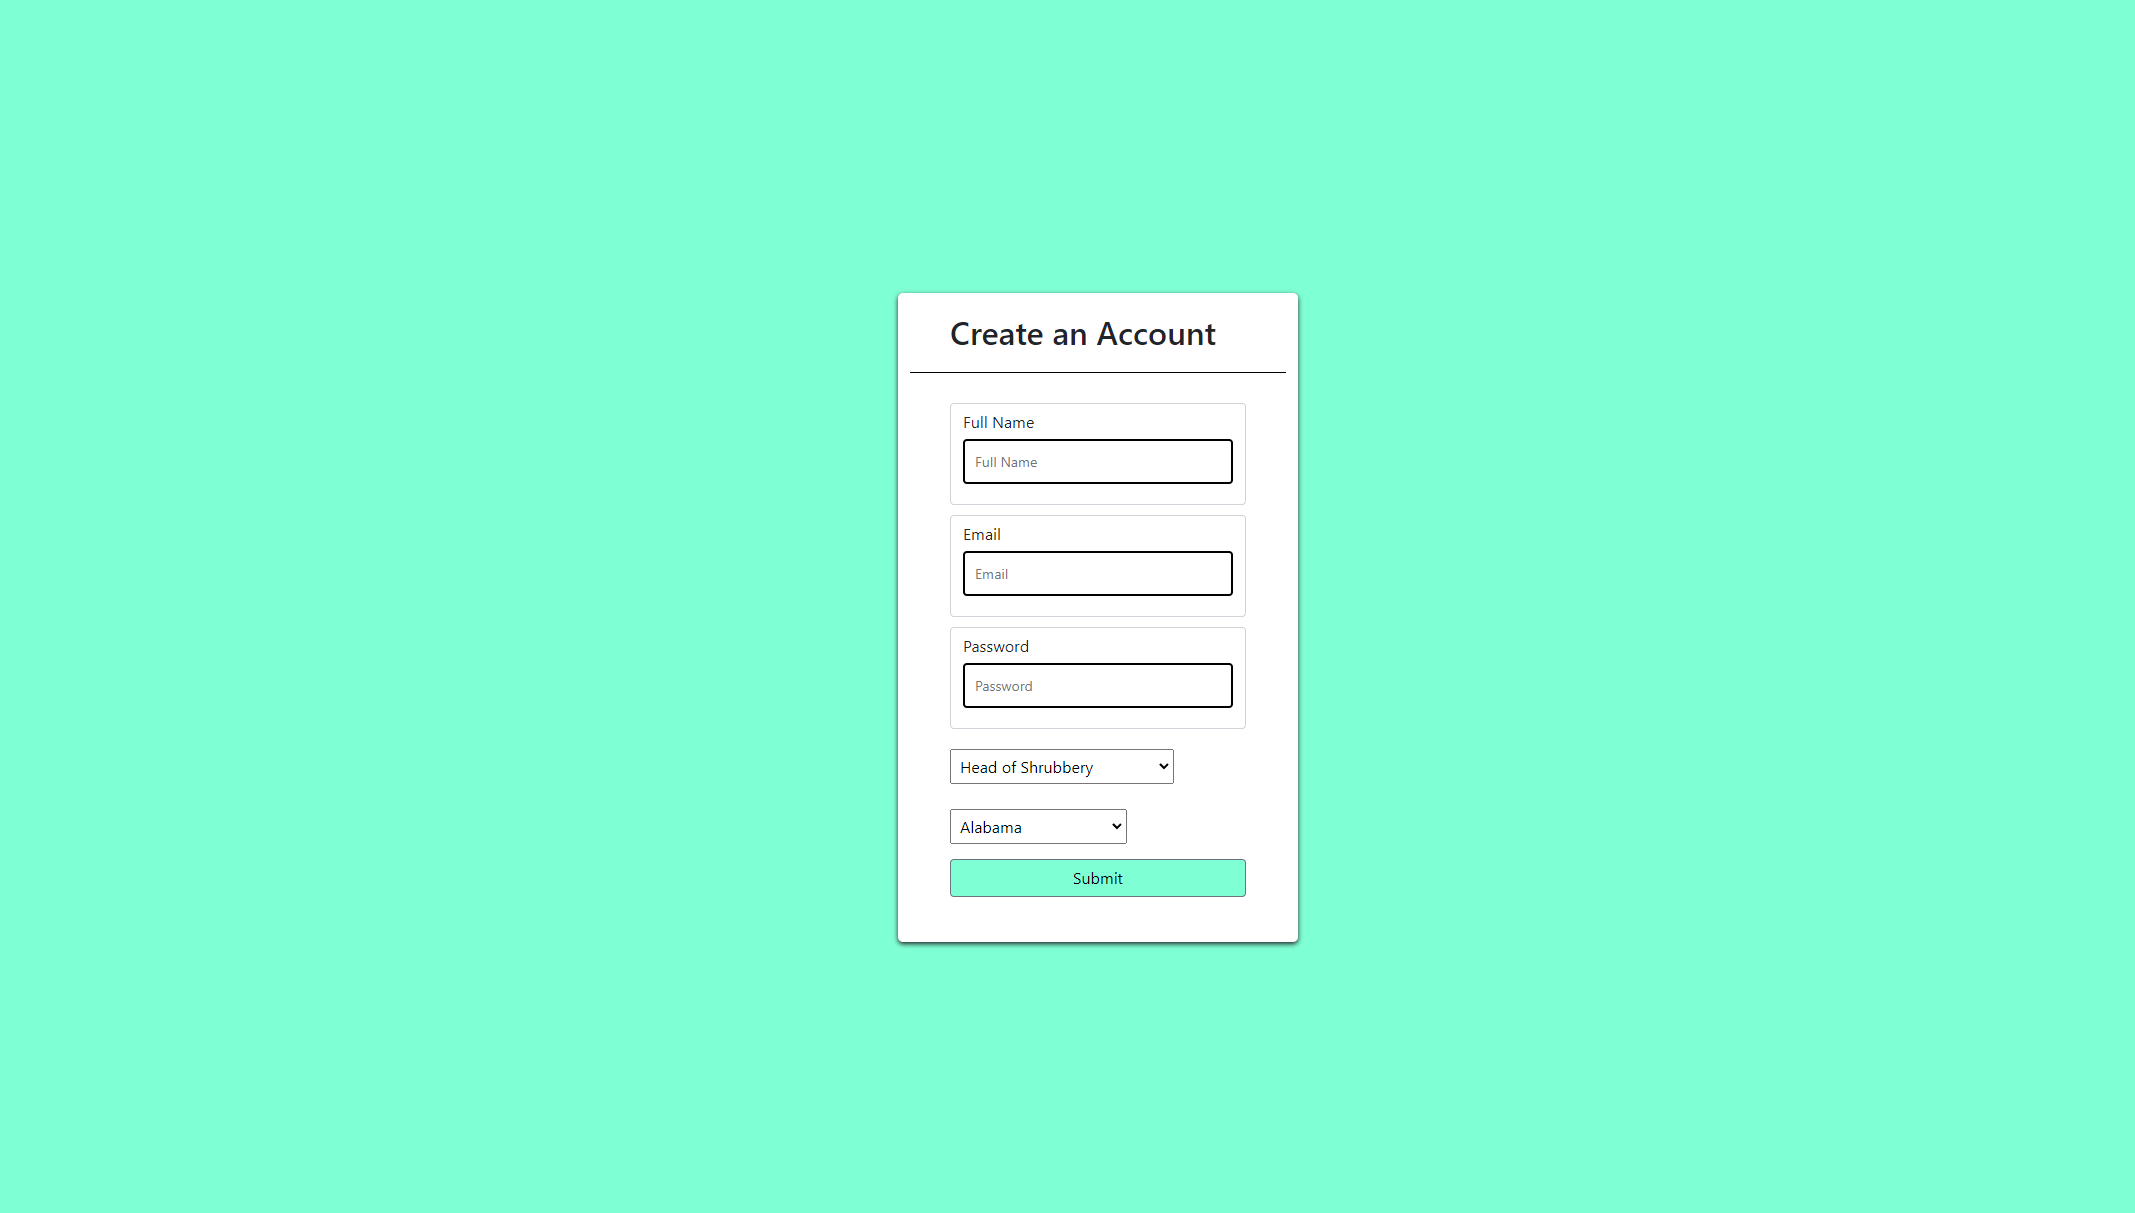 Create an Account
Full Name
Full Name
Email
Email
Password
Password
Head of Shrubbery
Alabama
Submit